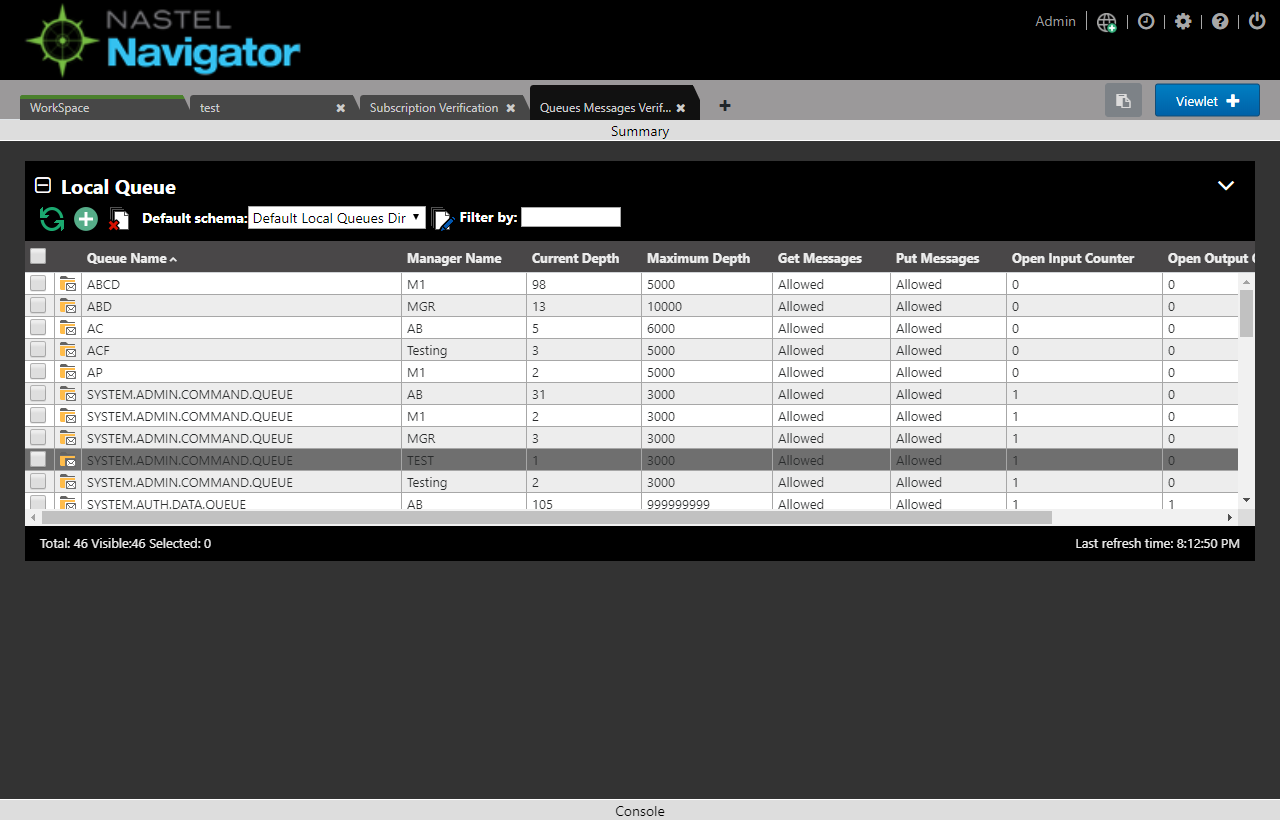 NASTEL
Navigator
Admin
WorkSpace test Subscription Verification Queues Messages Verif...
Viewlet
Summary
Local Queue
Default schema: Default Local Queues Dir Filter by:
Queue Name Manager Name Current Depth Maximum Depth Get Messages Put Messages Open Input Counter Open Output C
ABCD M1 98 5000 Allowed Allowed 0 0
ABD MGR 13 10000 Allowed Allowed 0 0
AC AB 5 6000 Allowed Allowed 0 0
ACF Testing 3 5000 Allowed Allowed 0 0
AP M1 2 5000 Allowed Allowed 0 0
SYSTEM.ADMIN.COMMAND.QUEUE AB 31 3000 Allowed Allowed 1 0
SYSTEM.ADMIN.COMMAND.QUEUE M1 2 3000 Allowed Allowed 1 0
SYSTEM.ADMIN.COMMAND.QUEUE MGR 3 3000 Allowed Allowed 1 0
SYSTEM.ADMIN.COMMAND.QUEUE TEST 1 3000 Allowed Allowed 1 0
SYSTEM.ADMIN.COMMAND.QUEUE Testing 2 3000 Allowed Allowed 1 0
SYSTEM.AUTH.DATA.QUEUE AB 105 999999999 Allowed Allowed 1 1
Total: 46 Visible:46 Selected: 0
Last refresh time: 8:12:50 PM
Console